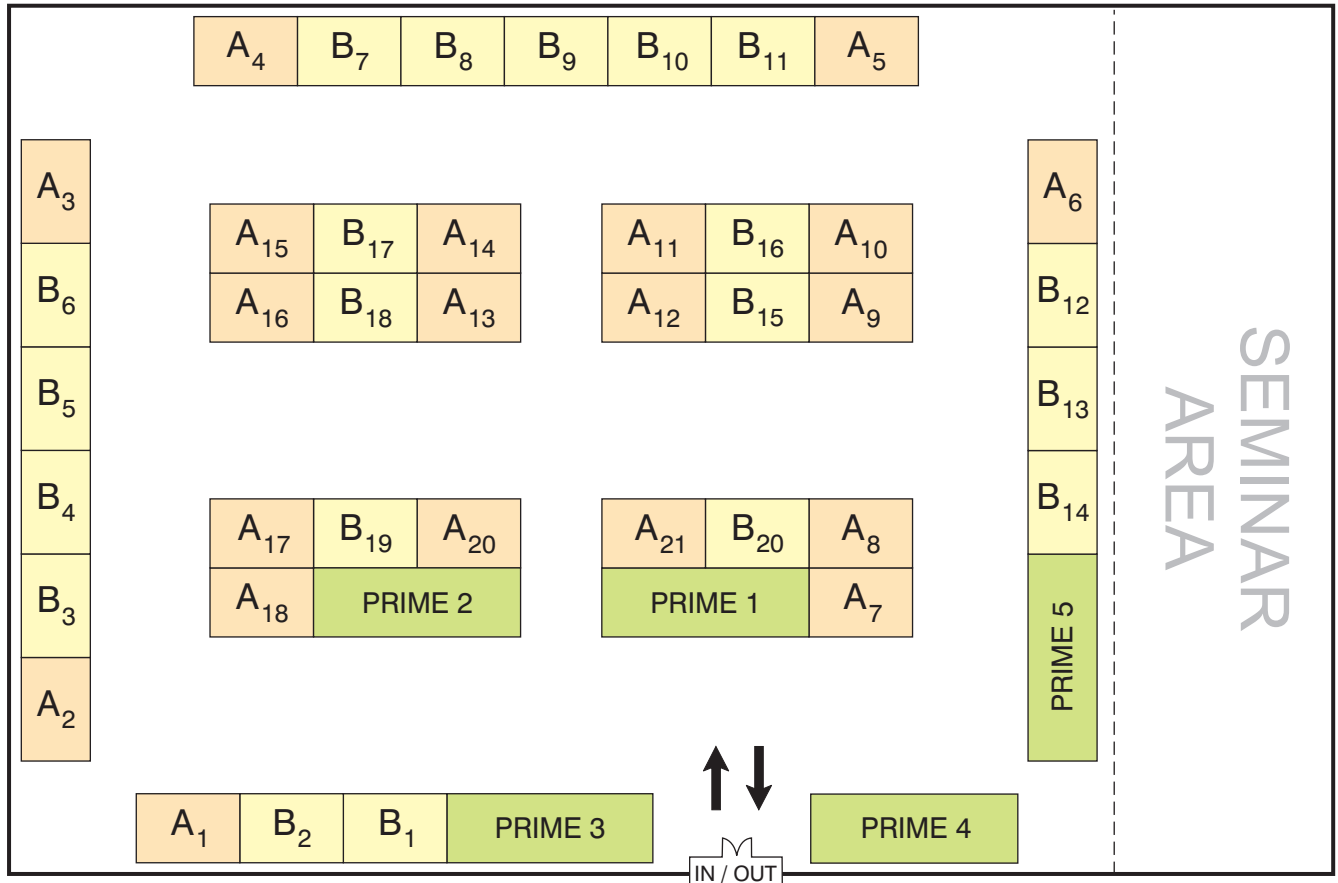 A4 B7 B8 B9 B10 B11 A5
A3
B6
B5
B4
B3
A2
A15 B17 A14
A16 B18 A13
A11 B16 A10
A12 B15 A9
A17 B19 A20
A18 PRIME 2
A21 B20 A8
PRIME 1 A7
A6
B12
B13
B14
PRIME 5
SEMINAR
AREA
A1 B2 B1 PRIME 3
PRIME 4
IN / OUT